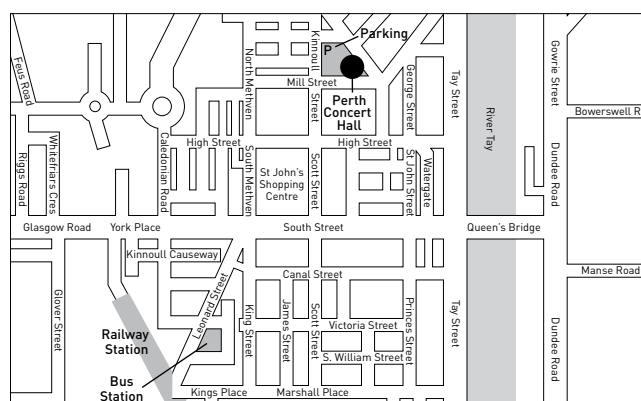 Parking
P
Kinnoull
Street
North Methven
Mill Street
Perth
Concert
Hall
George Street
Tay Street
River Tay
Gowrie Street
Bowerswell R
Feus Road
Riggs Road
Whitefriars Cres
Caledonian Road
High Street
High Street
South Methven
St John's
Shopping
Centre
Scott Street
St John Street
Watergate
Dundee Road
Glasgow Road
York Place
South Street
Queen's Bridge
Kinnoull Causeway
Canal Street
Manse Road
Glover Street
Leonard Street
King Street
James Street
Scott Street
Victoria Street
Princes Street
S. William Street
Tay Street
Dundee Road
Railway
Station
Bus
Station
Kings Place
Marshall Place